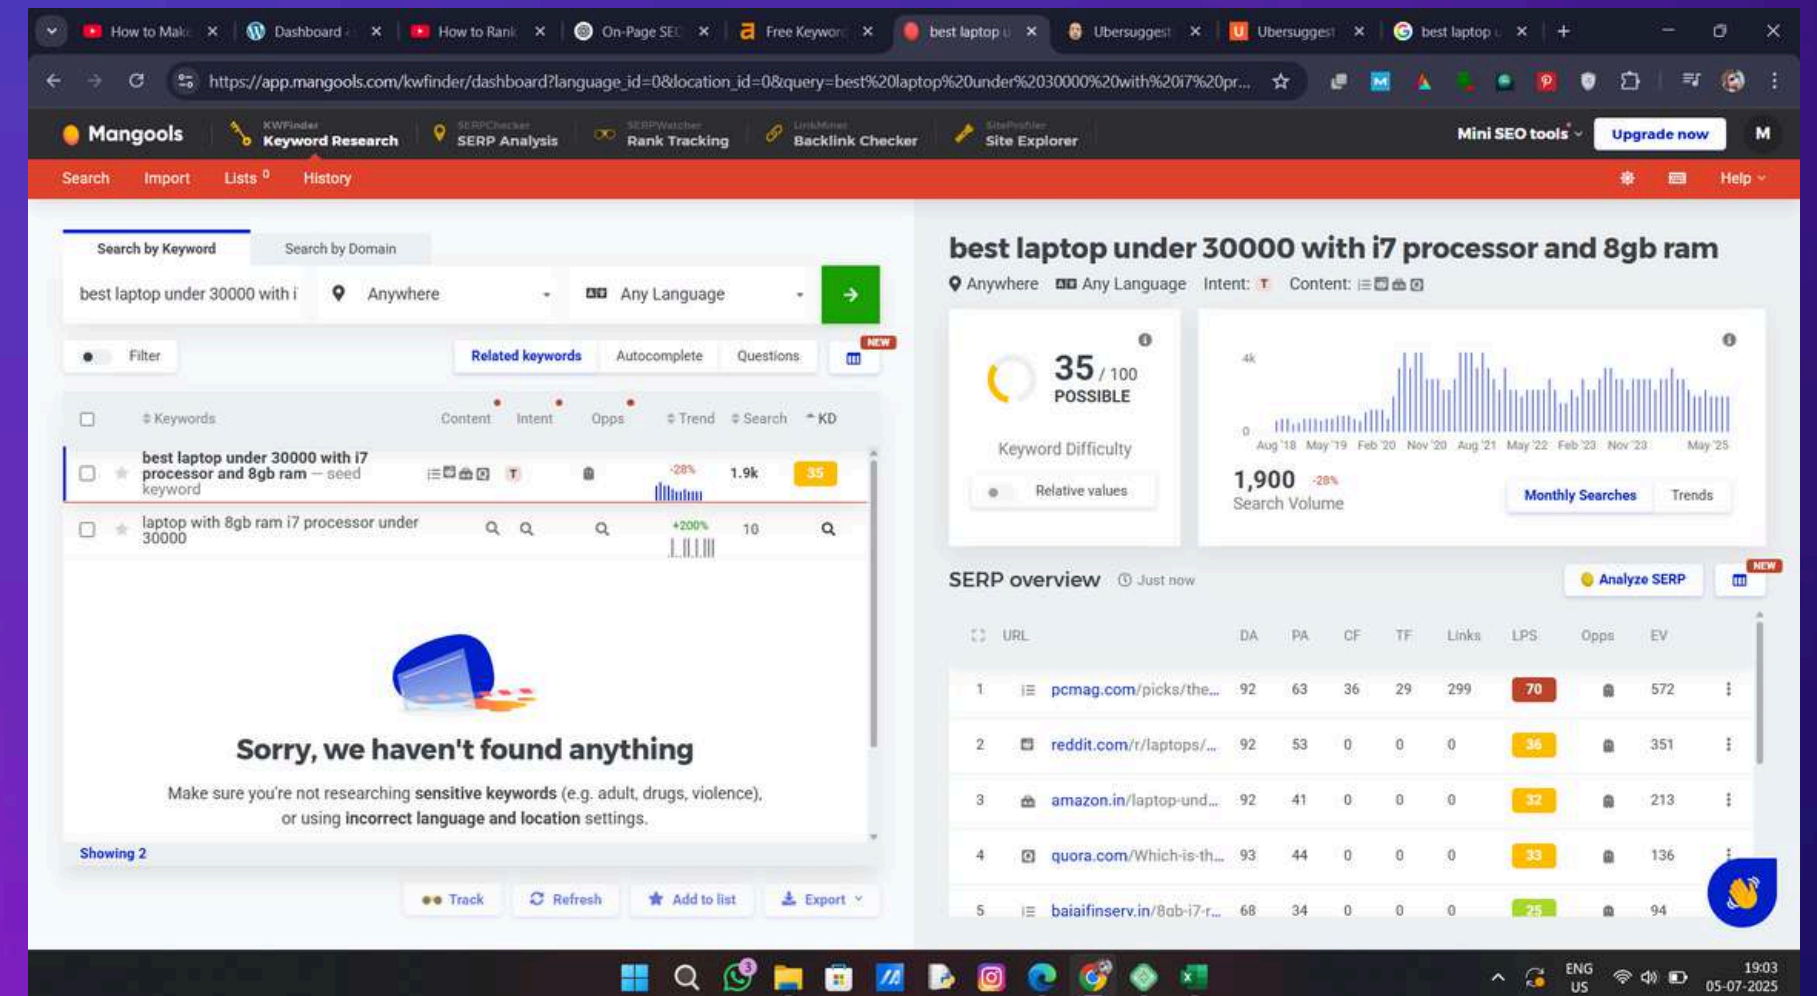 How to Mak
Dashboard
How to Rank
On-Page SEC
Free Keyword
best laptop u
Ubersuggest
Ubersuggest
best laptop u
https://app.mangools.com/kwfinder/dashboard?language_id=0&location_id=0&query=best%20laptop%20under%2030000%20with%20i7%20pr...
Mangools
KWFinder
Keyword Research
SERPChecker
SERP Analysis
SERPWatcher
Rank Tracking
LinkMiner
Backlink Checker
SiteProfiler
Site Explorer
Mini SEO tools
Upgrade now
M
Search Import Lists 0 History
Help
Search by Keyword Search by Domain
best laptop under 30000 with i
Anywhere
Any Language
Filter
Related keywords Autocomplete Questions
NEW
Keywords Content Intent Opps Trend Search KD
best laptop under 30000 with i7
processor and 8gb ram — seed
keyword
T -28% 1.9k 35
laptop with 8gb ram i7 processor under
30000
+200% 10
Sorry, we haven't found anything
Make sure you're not researching sensitive keywords (e.g. adult, drugs, violence),
or using incorrect language and location settings.
Showing 2
Track Refresh Add to list Export
best laptop under 30000 with i7 processor and 8gb ram
Anywhere Any Language Intent: T Content:
35 / 100
POSSIBLE
Keyword Difficulty
Relative values
4k
0
Aug '18 May '19 Feb '20 Nov '20 Aug '21 May '22 Feb '23 Nov '23 May '25
1,900 -28%
Search Volume
Monthly Searches Trends
SERP overview Just now
Analyze SERP
NEW
URL DA PA CF TF Links LPS Opps EV
1 pcmag.com/picks/the... 92 63 36 29 299 70 572
2 reddit.com/r/laptops/... 92 53 0 0 0 36 351
3 amazon.in/laptop-und... 92 41 0 0 0 32 213
4 quora.com/Which-is-th... 93 44 0 0 0 33 136
5 bajajfinserv.in/8gb-i7-r... 68 34 0 0 0 25 94
3
ENG
US
19:03
05-07-2025